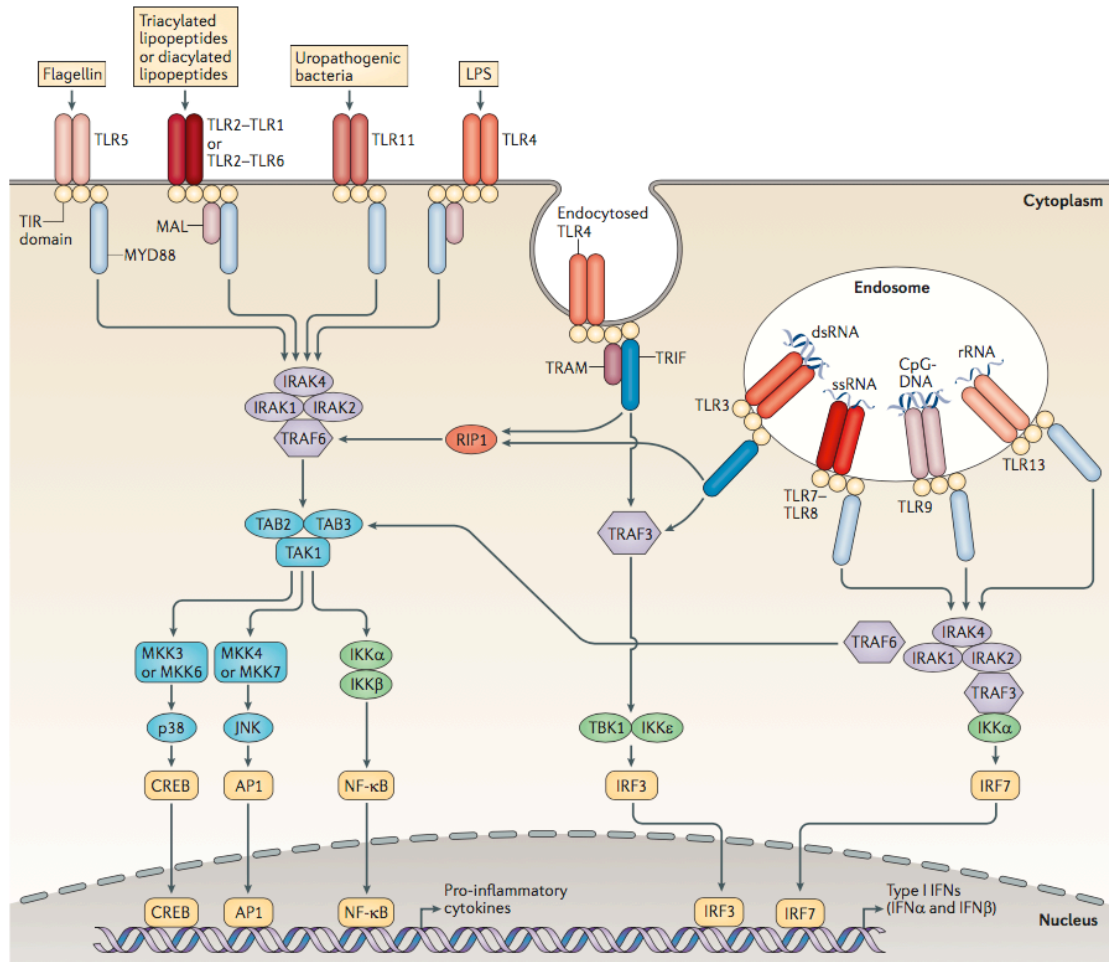 Flagellin
Triacylated
lipopeptides
or diacylated
lipopeptides
Uropathogenic
bacteria
LPS
TLR5
TLR2–TLR1
or
TLR2–TLR6
TLR11
TLR4
TIR
domain
MYD88
MAL
Endocytosed
TLR4
Cytoplasm
Endosome
TRAM
TRIF
dsRNA
ssRNA
CpG-
DNA
rRNA
TLR3
TLR7–
TLR8
TLR9
TLR13
IRAK4
IRAK1
IRAK2
TRAF6
RIP1
TRAF3
TAB2
TAB3
TAK1
TRAF6
IRAK4
IRAK1
IRAK2
TRAF3
IKKα
MKK3
or MKK6
MKK4
or MKK7
IKKα
IKKβ
p38
JNK
TBK1
IKKε
CREB
AP1
NF-κB
IRF3
IRF7
Pro-inflammatory
cytokines
Type I IFNs
(IFNα and IFNβ)
CREB
AP1
NF-κB
IRF3
IRF7
Nucleus